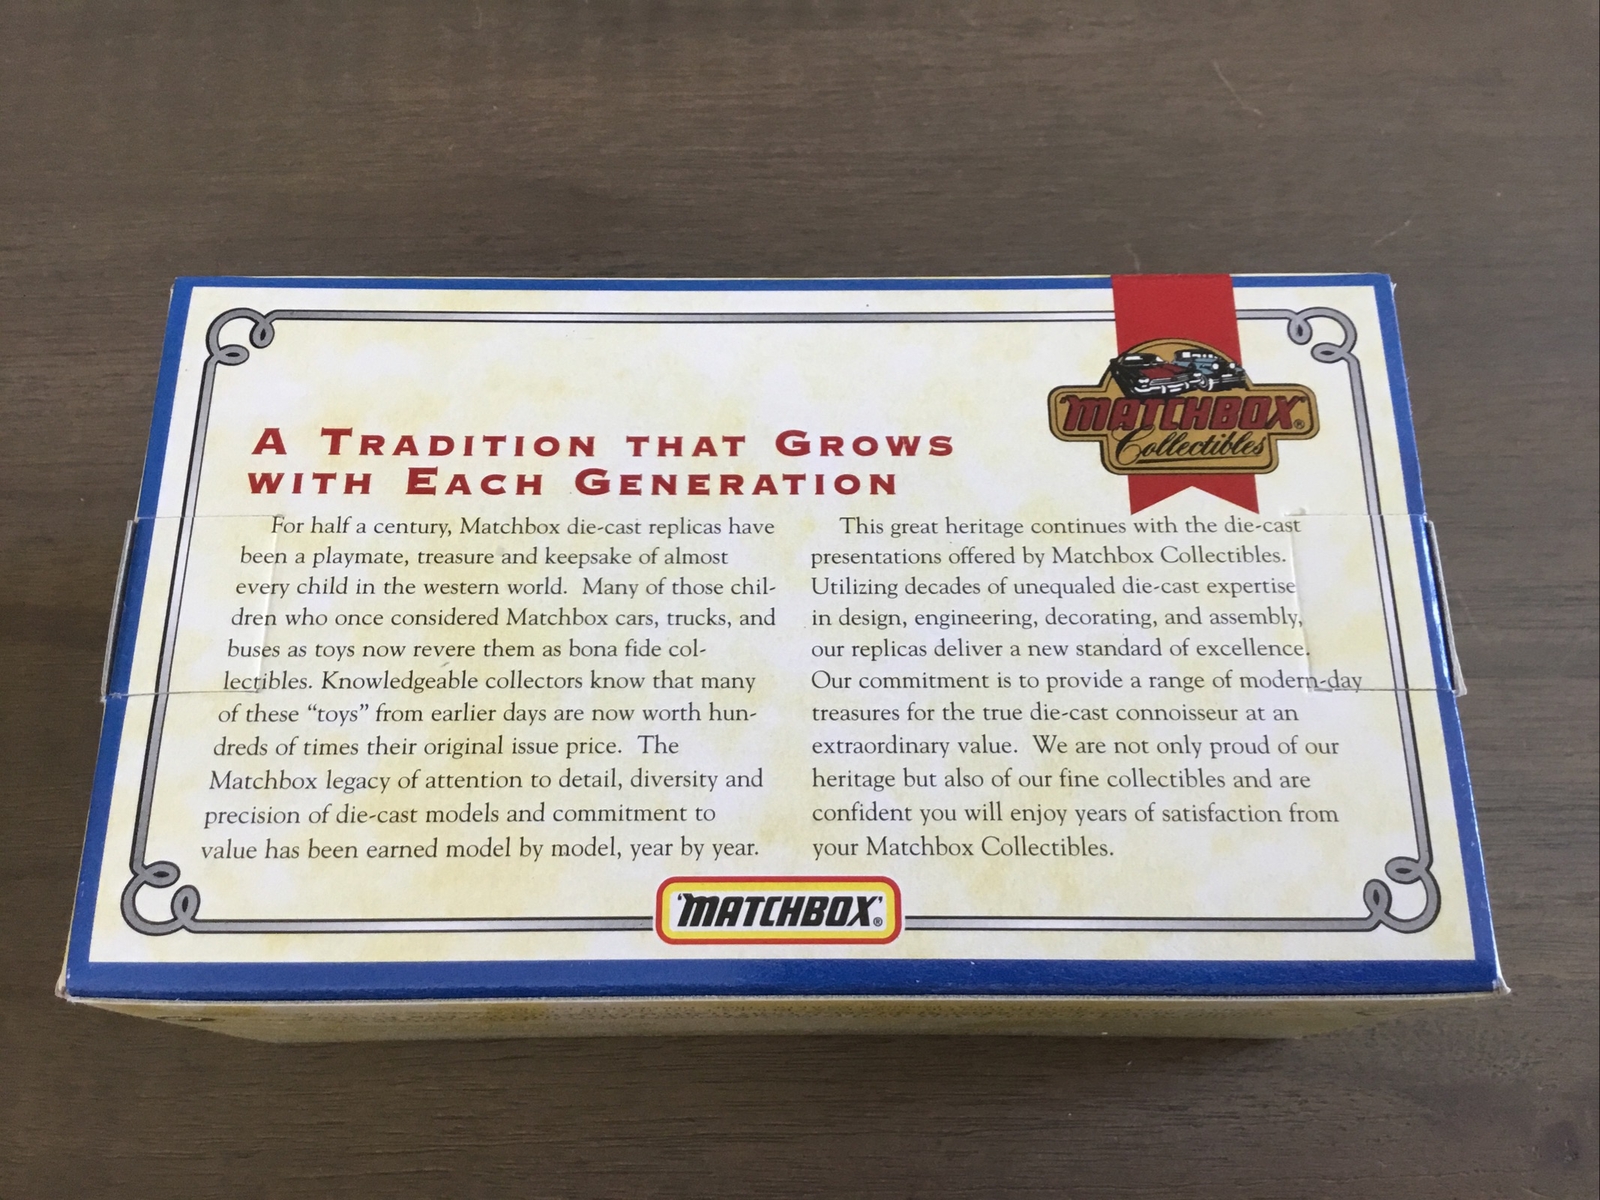 'MATCHBOX'®
Collectibles
A TRADITION THAT GROWS
WITH EACH GENERATION
For half a century, Matchbox die-cast replicas have
been a playmate, treasure and keepsake of almost
every child in the western world. Many of those chil-
dren who once considered Matchbox cars, trucks, and
buses as toys now revere them as bona fide col-
lectibles. Knowledgeable collectors know that many
of these “toys” from earlier days are now worth hun-
dreds of times their original issue price. The
Matchbox legacy of attention to detail, diversity and
precision of die-cast models and commitment to
value has been earned model by model, year by year.
This great heritage continues with the die-cast
presentations offered by Matchbox Collectibles.
Utilizing decades of unequaled die-cast expertise
in design, engineering, decorating, and assembly,
our replicas deliver a new standard of excellence.
Our commitment is to provide a range of modern-day
treasures for the true die-cast connoisseur at an
extraordinary value. We are not only proud of our
heritage but also of our fine collectibles and are
confident you will enjoy years of satisfaction from
your Matchbox Collectibles.
'MATCHBOX'®